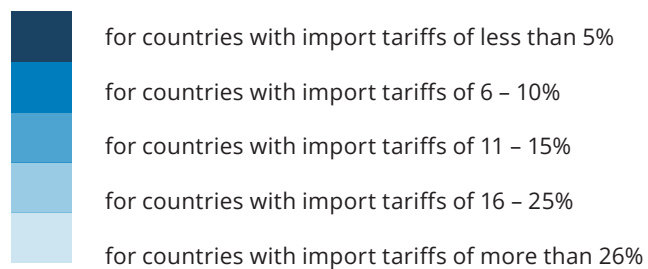 for countries with import tariffs of less than 5%
for countries with import tariffs of 6 – 10%
for countries with import tariffs of 11 – 15%
for countries with import tariffs of 16 – 25%
for countries with import tariffs of more than 26%